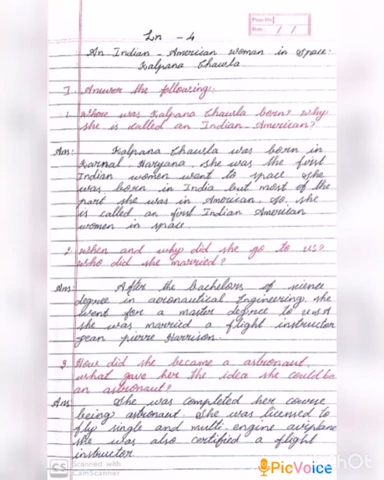 Page No.
Date / /
Ln - 4
An Indian - American woman in space:
Kalpana Chawla
I. Answer the following:
1. Where was Kalpana Chawla born? Why
she is called an Indian-American?
Ans: Kalpana Chawla was born in
Karnal Haryana. She was the first
Indian women went to space she
was born in India but most of the
part she was in American. So, she
is called an first Indian American
women in space.
2. When and why did she go to US?
Who did she married?
Ans: After the bachelors of science
degree in aeronautical Engineering she
went for a master degree to USA
she was married a flight instructor
jean pierre Harrison.
3. How did she became a astronaut,
what gave her the idea she could be
an astronaut?
Ans: She was completed her course
being astronaut. She was licensed to
fly single and multi engine aviplane
she was also certified a flight
instructor
CS Scanned with
CamScanner
PicVoice